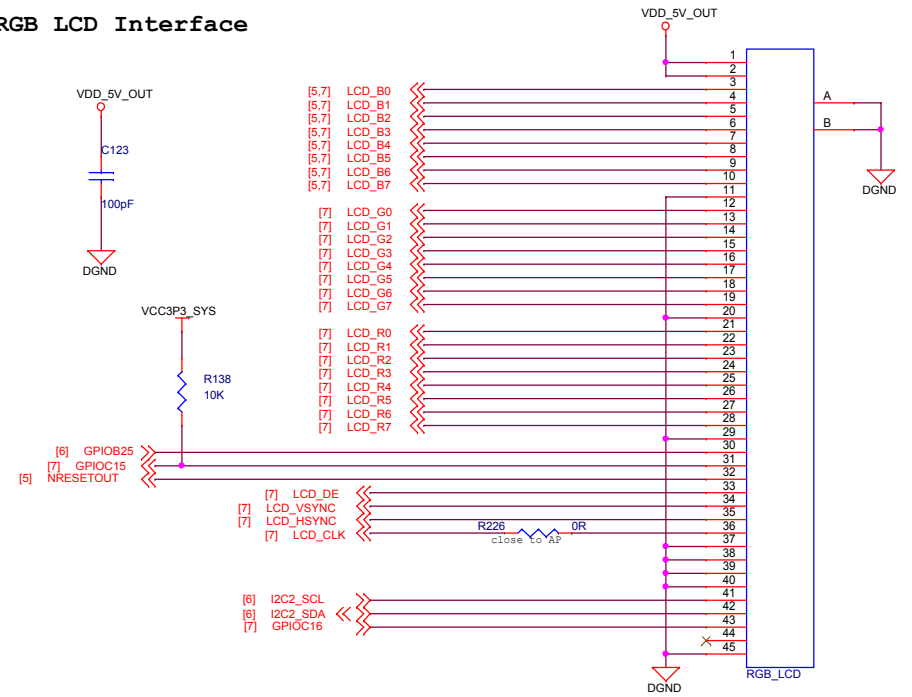 RGB LCD Interface
VDD_5V_OUT
VDD_5V_OUT
C123
100pF
DGND
[5,7] LCD_B0
[5,7] LCD_B1
[5,7] LCD_B2
[5,7] LCD_B3
[5,7] LCD_B4
[5,7] LCD_B5
[5,7] LCD_B6
[5,7] LCD_B7
[7] LCD_G0
[7] LCD_G1
[7] LCD_G2
[7] LCD_G3
[7] LCD_G4
[7] LCD_G5
[7] LCD_G6
[7] LCD_G7
VCC3P3_SYS
R138
10K
[7] LCD_R0
[7] LCD_R1
[7] LCD_R2
[7] LCD_R3
[7] LCD_R4
[7] LCD_R5
[7] LCD_R6
[7] LCD_R7
[6] GPIOB25
[7] GPIOC15
[5] NRESETOUT
[7] LCD_DE
[7] LCD_VSYNC
[7] LCD_HSYNC
[7] LCD_CLK
R226 0R
close to AP
[6] I2C2_SCL
[6] I2C2_SDA
[7] GPIOC16
1
2
3
4
5
6
7
8
9
10
11
12
13
14
15
16
17
18
19
20
21
22
23
24
25
26
27
28
29
30
31
32
33
34
35
36
37
38
39
40
41
42
43
44
45
A
B
DGND
RGB_LCD
DGND